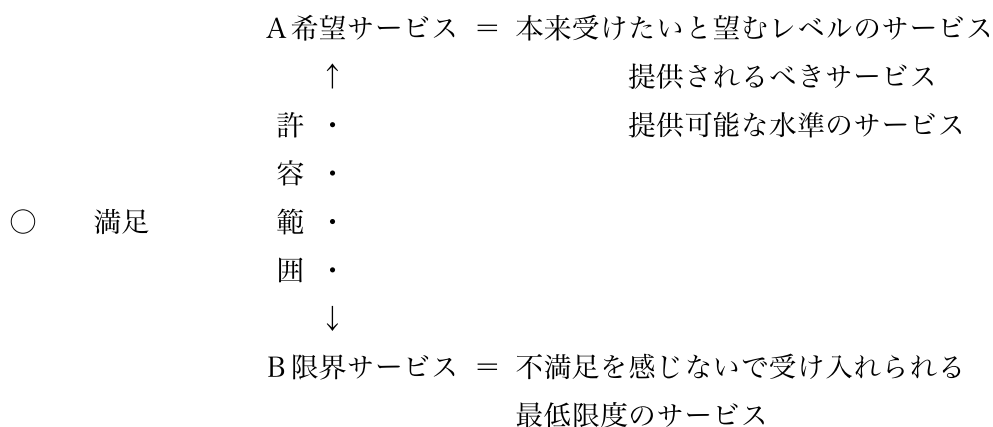 A希望サービス ＝ 本来受けたいと望むレベルのサービス
↑ 提供されるべきサービス
許 ・ 提供可能な水準のサービス
容 ・
○ 満足 範 ・
囲 ・
↓
B限界サービス ＝ 不満足を感じないで受け入れられる
最低限度のサービス